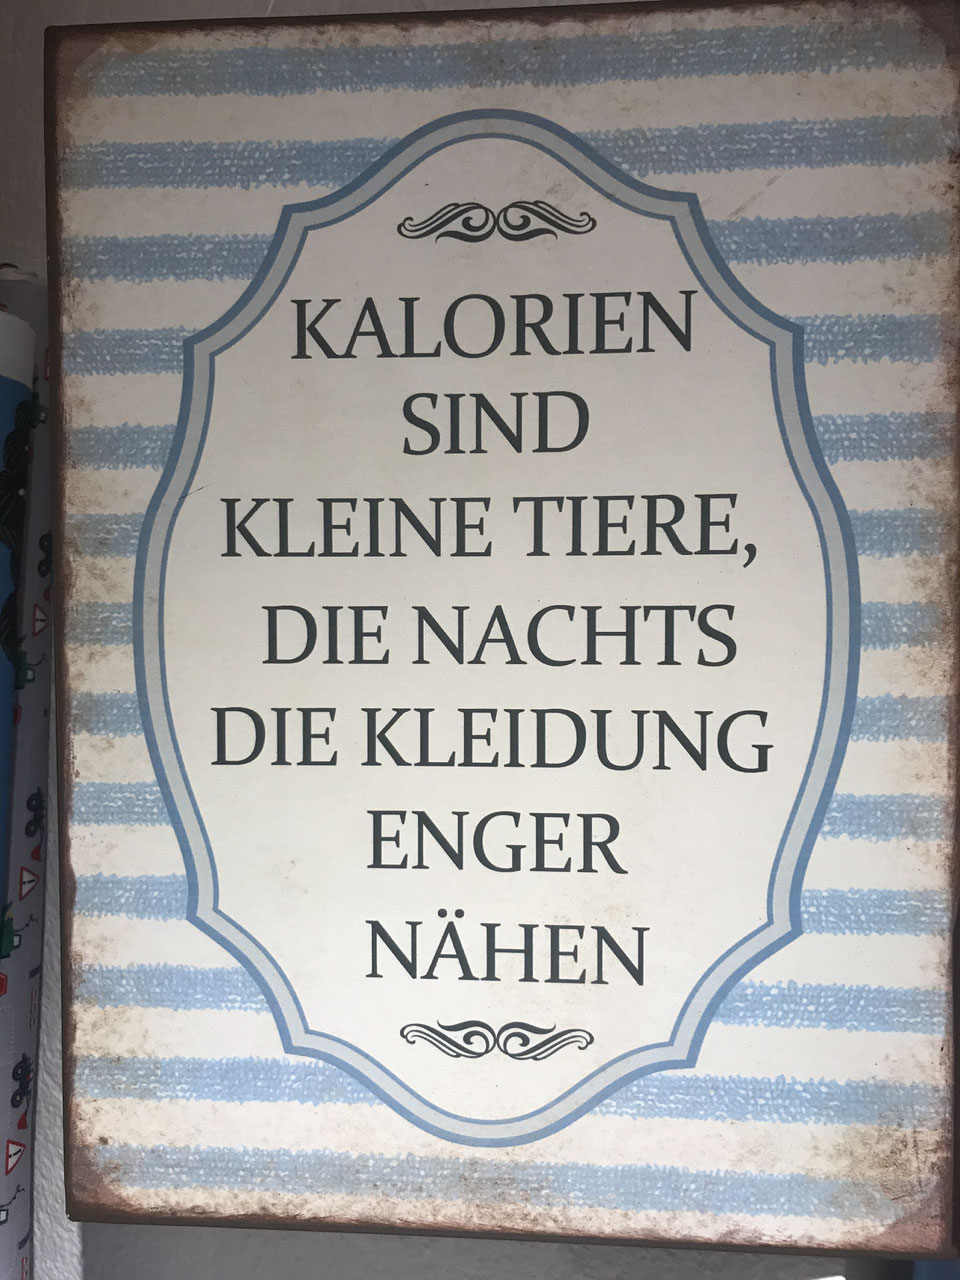 KALORIEN
SIND
KLEINE TIERE,
DIE NACHTS
DIE KLEIDUNG
ENGER
NÄHEN